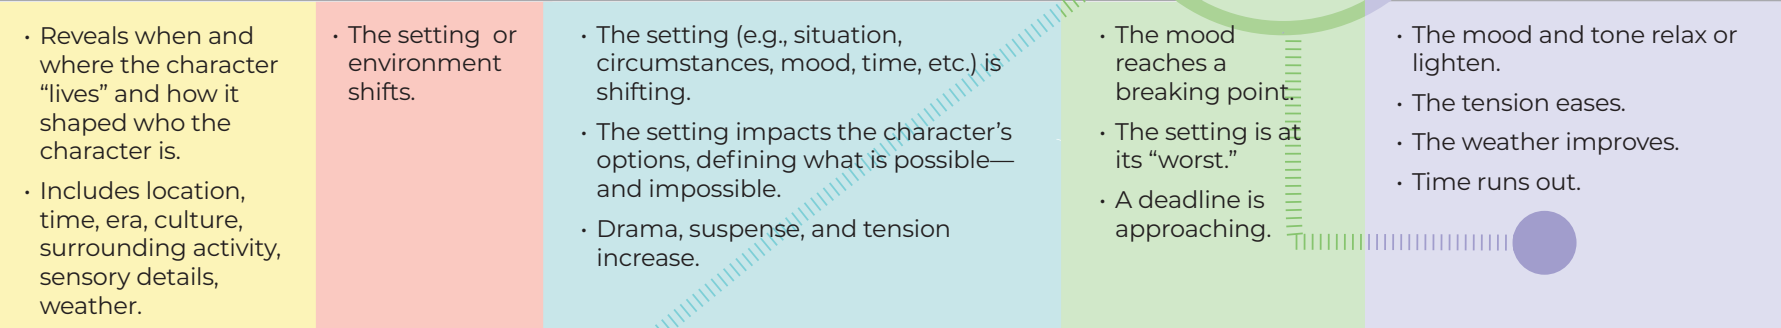 • Reveals when and
where the character
“lives” and how it
shaped who the
character is.
• Includes location,
time, era, culture,
surrounding activity,
sensory details,
weather.
• The setting or
environment
shifts.
• The setting (e.g., situation,
circumstances, mood, time, etc.) is
shifting.
• The setting impacts the character’s
options, defining what is possible—
and impossible.
• Drama, suspense, and tension
increase.
• The mood
reaches a
breaking point.
• The setting is at
its “worst.”
• A deadline is
approaching.
• The mood and tone relax or
lighten.
• The tension eases.
• The weather improves.
• Time runs out.